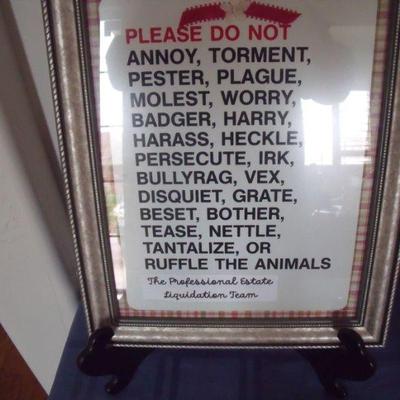 PLEASE DO NOT
ANNOY, TORMENT,
PESTER, PLAGUE,
MOLEST, WORRY,
BADGER, HARRY,
HARASS, HECKLE,
PERSECUTE, IRK,
BULLYRAG, VEX,
DISQUIET, GRATE,
BESET, BOTHER,
TEASE, NETTLE,
TANTALIZE, OR
RUFFLE THE ANIMALS
The Professional Estate
Liquidation Team